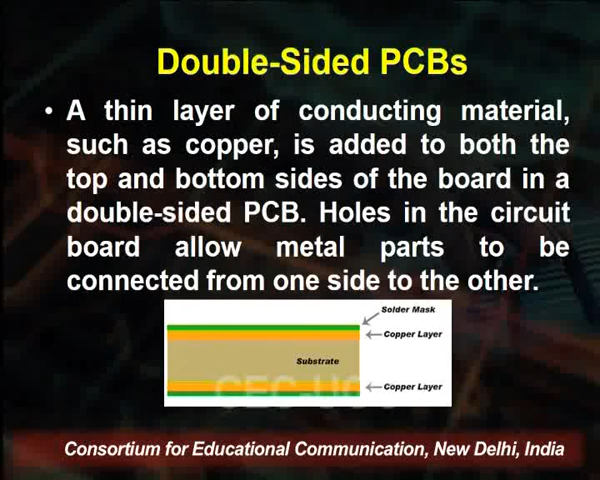 Double-Sided PCBs
• A thin layer of conducting material,
such as copper, is added to both the
top and bottom sides of the board in a
double-sided PCB. Holes in the circuit
board allow metal parts to be
connected from one side to the other.
Solder Mask
Copper Layer
Substrate
Copper Layer
CEC-UGC
Consortium for Educational Communication, New Delhi, India